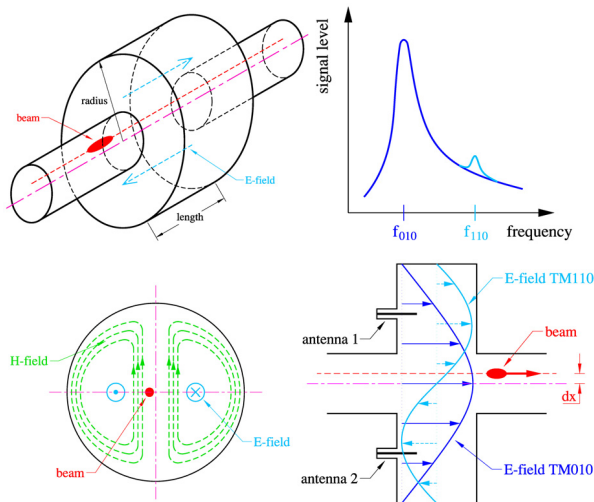 radius
beam
E-field
length
signal level
f010
f110
frequency
H-field
E-field
beam
E-field TM110
antenna 1
beam
dx
antenna 2
E-field TM010